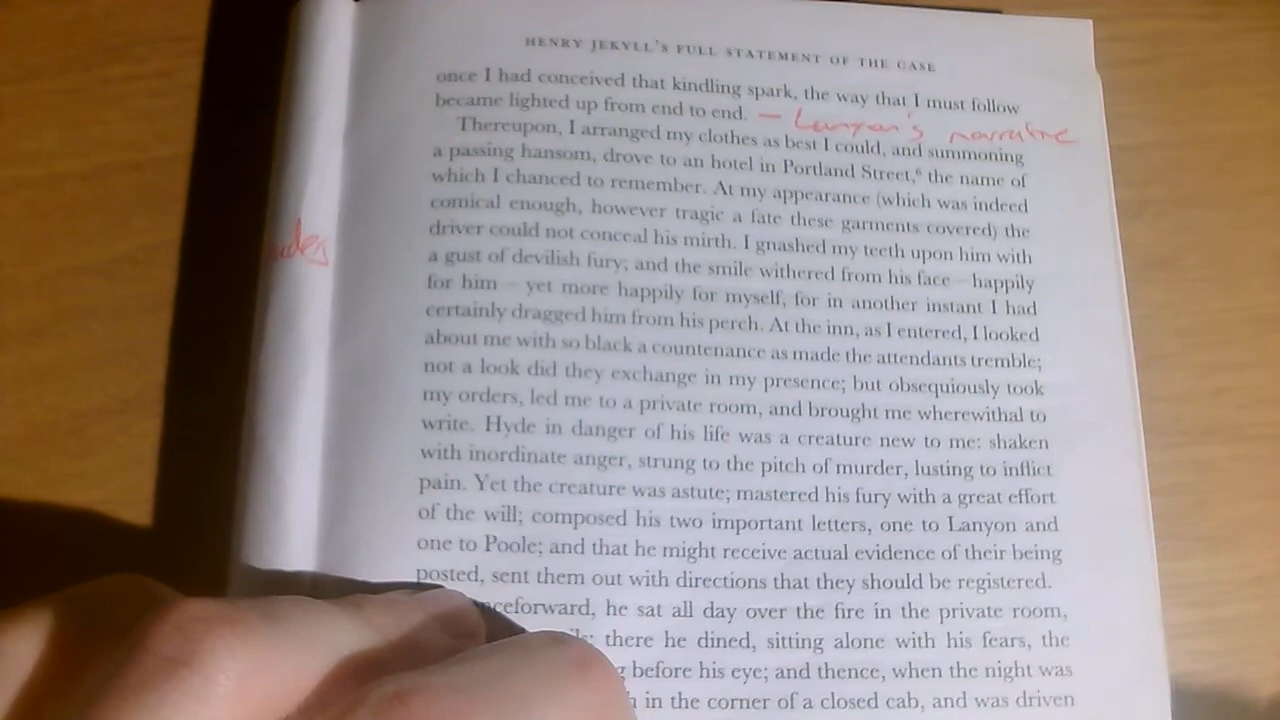 HENRY JEKYLL'S FULL STATEMENT OF THE CASE
once I had conceived that kindling spark, the way that I must follow
became lighted up from end to end. – Lanyon's narrative
Thereupon, I arranged my clothes as best I could, and summoning
a passing hansom, drove to an hotel in Portland Street,⁶ the name of
which I chanced to remember. At my appearance (which was indeed
comical enough, however tragic a fate these garments covered) the
driver could not conceal his mirth. I gnashed my teeth upon him with
a gust of devilish fury; and the smile withered from his face – happily
for him – yet more happily for myself, for in another instant I had
certainly dragged him from his perch. At the inn, as I entered, I looked
about me with so black a countenance as made the attendants tremble;
not a look did they exchange in my presence; but obsequiously took
my orders, led me to a private room, and brought me wherewithal to
write. Hyde in danger of his life was a creature new to me: shaken
with inordinate anger, strung to the pitch of murder, lusting to inflict
pain. Yet the creature was astute; mastered his fury with a great effort
of the will; composed his two important letters, one to Lanyon and
one to Poole; and that he might receive actual evidence of their being
posted, sent them out with directions that they should be registered.
nceforward, he sat all day over the fire in the private room,
there he dined, sitting alone with his fears, the
before his eye; and thence, when the night was
in the corner of a closed cab, and was driven